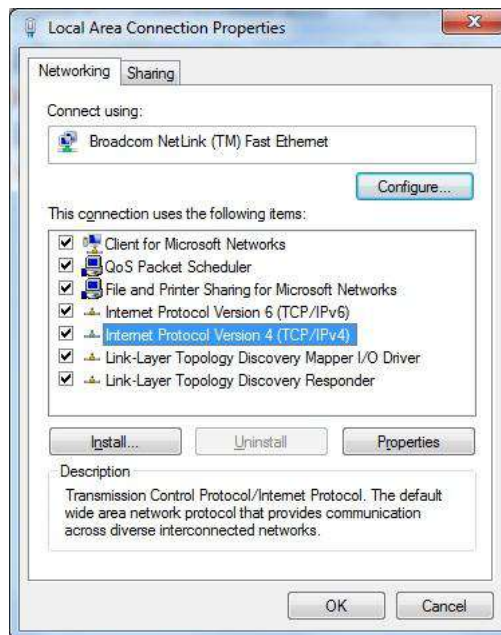 Local Area Connection Properties
Networking
Sharing
Connect using:
Broadcom NetLink (TM) Fast Ethernet
Configure...
This connection uses the following items:
Client for Microsoft Networks
QoS Packet Scheduler
File and Printer Sharing for Microsoft Networks
Internet Protocol Version 6 (TCP/IPv6)
Internet Protocol Version 4 (TCP/IPv4)
Link-Layer Topology Discovery Mapper I/O Driver
Link-Layer Topology Discovery Responder
Install...
Uninstall
Properties
Description
Transmission Control Protocol/Internet Protocol. The default
wide area network protocol that provides communication
across diverse interconnected networks.
OK
Cancel